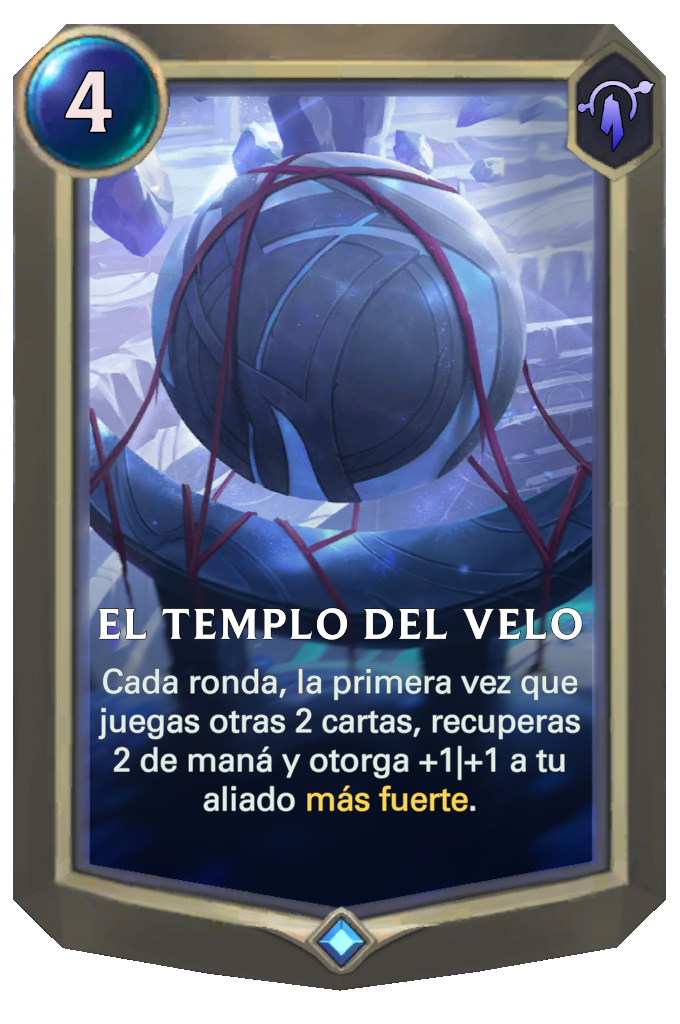 4
EL TEMPLO DEL VELO
Cada ronda, la primera vez que
juegas otras 2 cartas, recuperas
2 de maná y otorga +1|+1 a tu
aliado más fuerte.